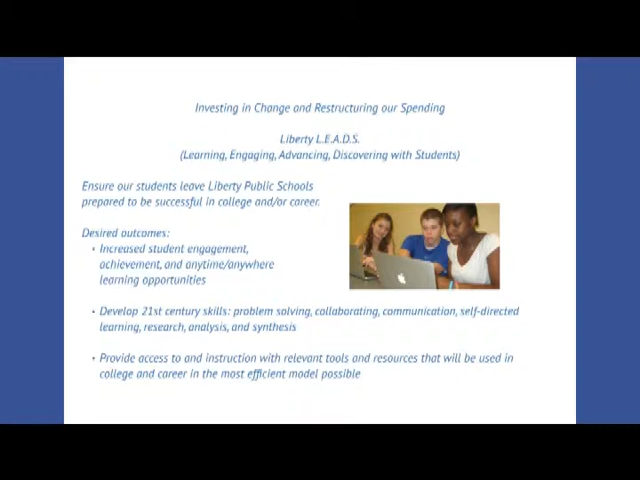 Investing in Change and Restructuring our Spending
Liberty L.E.A.D.S.
(Learning, Engaging, Advancing, Discovering with Students)
Ensure our students leave Liberty Public Schools
prepared to be successful in college and/or career.
Desired outcomes:
• Increased student engagement,
achievement, and anytime/anywhere
learning opportunities
• Develop 21st century skills: problem solving, collaborating, communication, self-directed
learning, research, analysis, and synthesis
• Provide access to and instruction with relevant tools and resources that will be used in
college and career in the most efficient model possible